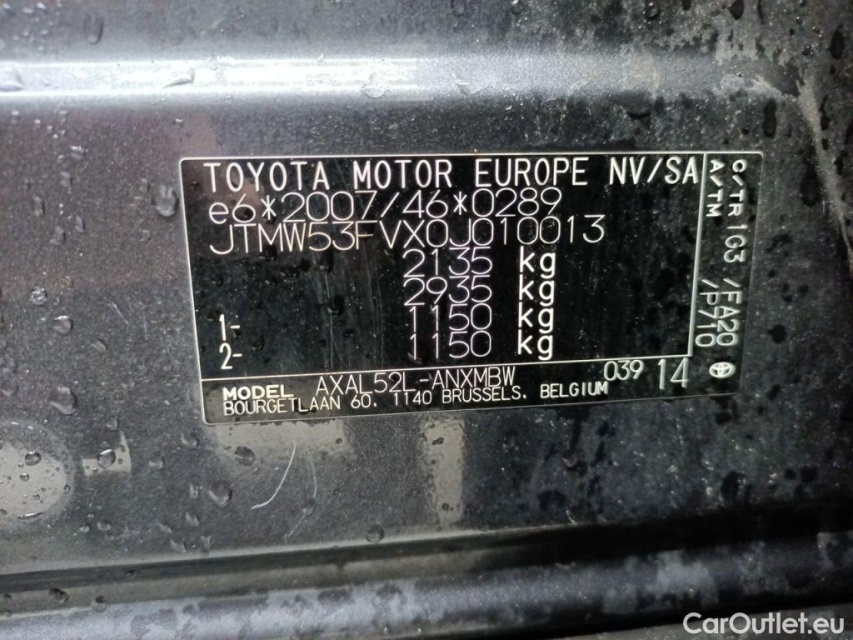 TOYOTA MOTOR EUROPE NV/SA
e6*2007/46*0289
JTMW53FVX0J010013
2135 kg
2935 kg
1- 1150 kg
2- 1150 kg
C/TR 1G3 /FA20
A/TM /P710
MODEL AXAL52L-ANXMBW 039 14
BOURGETLAAN 60, 1140 BRUSSELS, BELGIUM
CarOutlet.eu